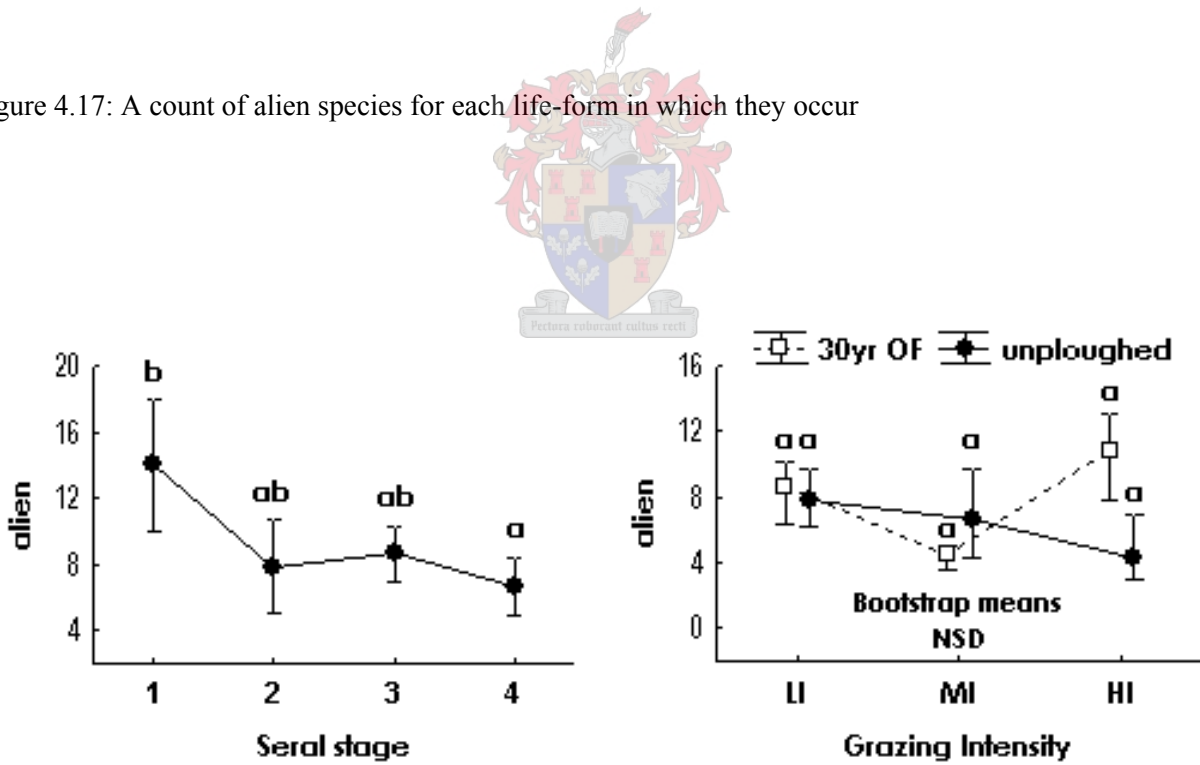 gure 4.17: A count of alien species for each life-form in which they occur
Pectora roborant cultus recti
20
16
12
8
4
alien
b
ab
ab
a
1 2 3 4
Seral stage
30yr OF unploughed
16
12
8
4
0
alien
a a
a
a
a
a
Bootstrap means
NSD
LI MI HI
Grazing Intensity